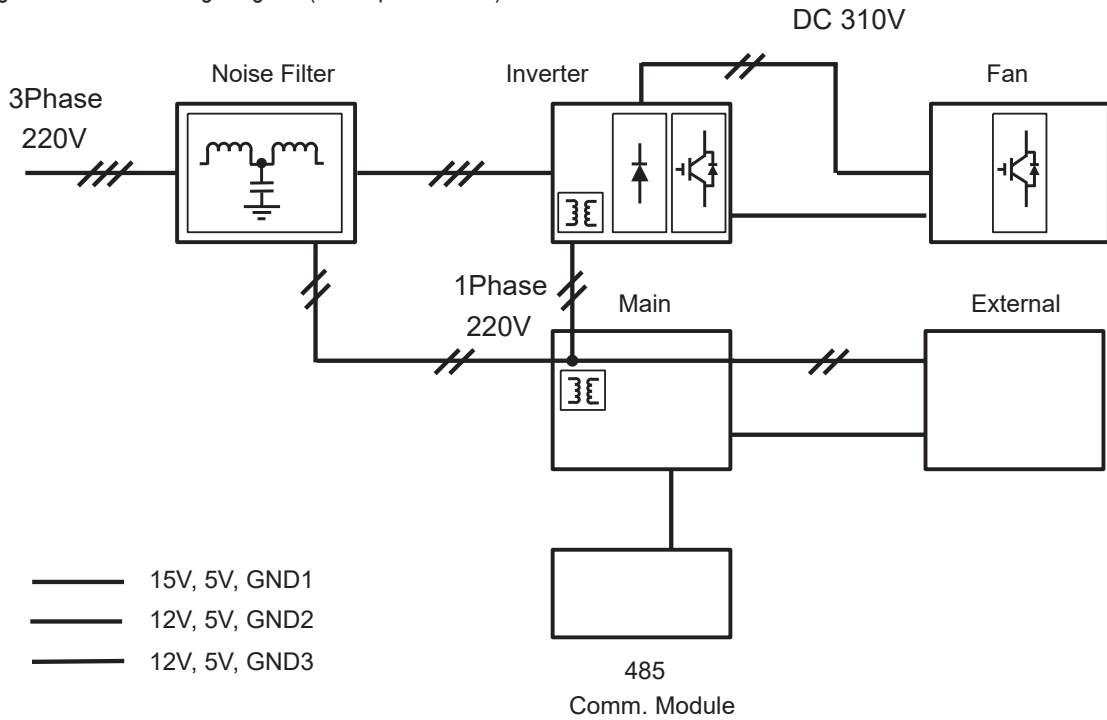 DC 310V
Noise Filter
Inverter
Fan
3Phase
220V
1Phase
220V
Main
External
15V, 5V, GND1
12V, 5V, GND2
12V, 5V, GND3
485
Comm. Module